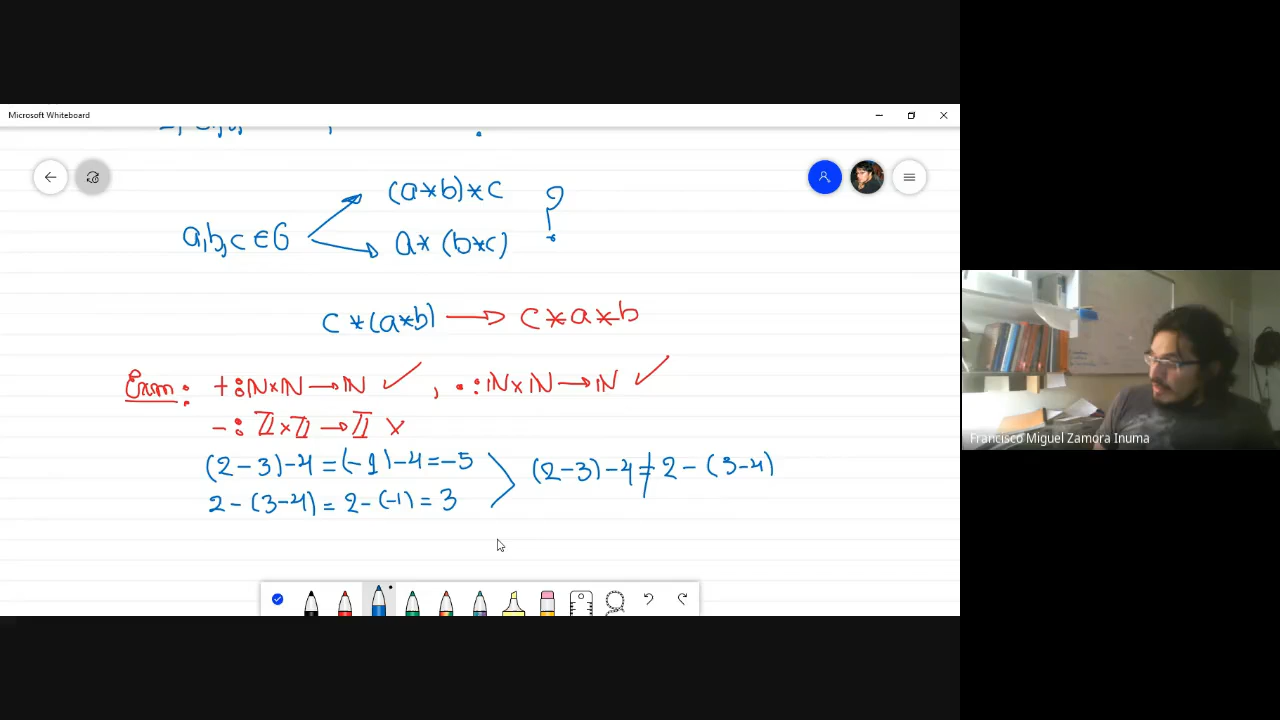 Microsoft Whiteboard
(a*b)*c ?
a,b,c ∈ G
a*(b*c)
c*(a*b) → c*a*b
Exam: +: ℕ×ℕ → ℕ ✓, •: ℕ×ℕ → ℕ ✓
-: ℤ×ℤ → ℤ ×
(2-3)-4 = (-1)-4 = -5
(2-3)-4 ≠ 2-(3-4)
2-(3-4) = 2-(-1) = 3
Francisco Miguel Zamora Inuma